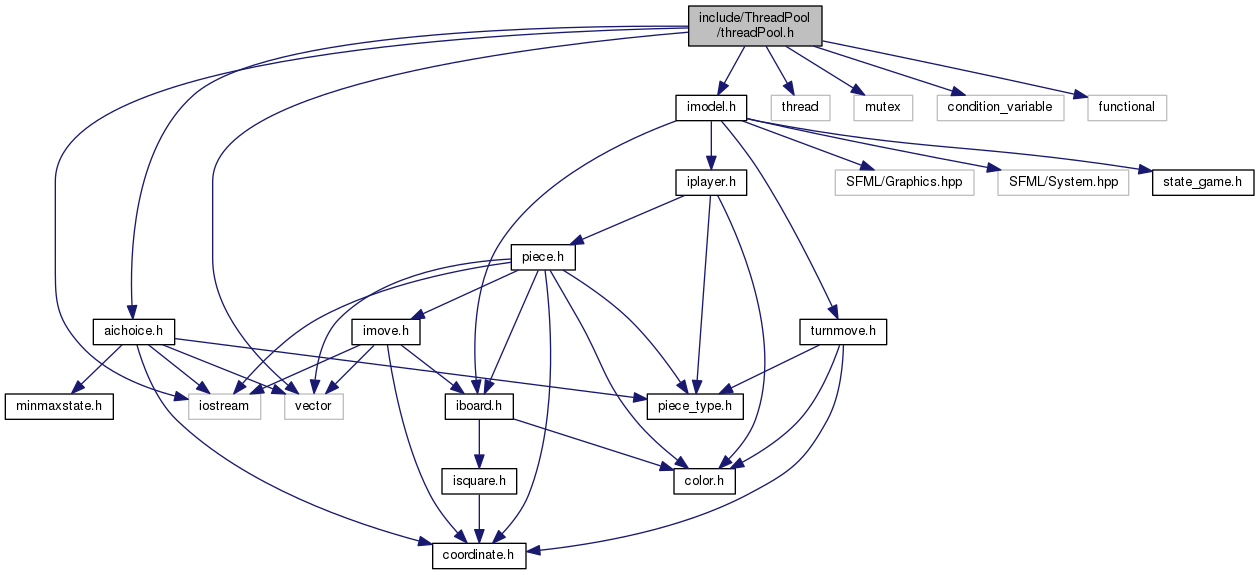 include/ThreadPool
/threadPool.h
imodel.h
thread
mutex
condition_variable
functional
iplayer.h
SFML/Graphics.hpp
SFML/System.hpp
state_game.h
piece.h
aichoice.h
imove.h
turnmove.h
minmaxstate.h
iostream
vector
iboard.h
piece_type.h
isquare.h
color.h
coordinate.h